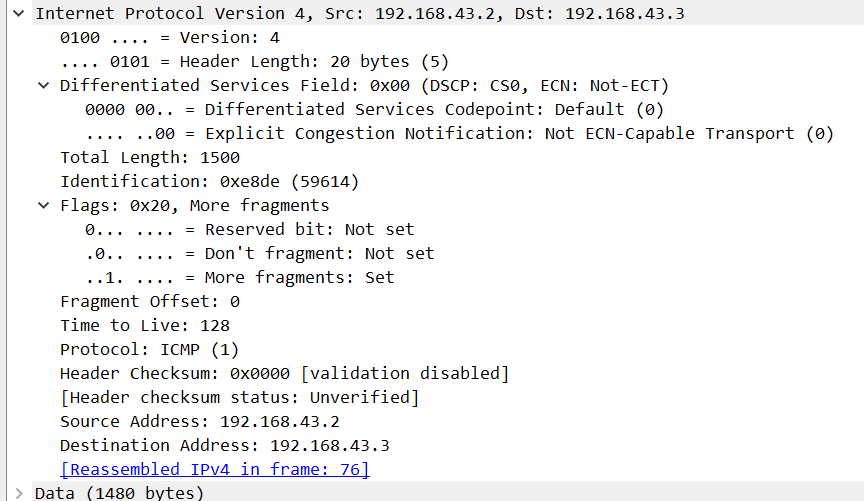 Internet Protocol Version 4, Src: 192.168.43.2, Dst: 192.168.43.3
0100 .... = Version: 4
.... 0101 = Header Length: 20 bytes (5)
Differentiated Services Field: 0x00 (DSCP: CS0, ECN: Not-ECT)
0000 00.. = Differentiated Services Codepoint: Default (0)
.... ..00 = Explicit Congestion Notification: Not ECN-Capable Transport (0)
Total Length: 1500
Identification: 0xe8de (59614)
Flags: 0x20, More fragments
0... .... = Reserved bit: Not set
.0.. .... = Don't fragment: Not set
..1. .... = More fragments: Set
Fragment Offset: 0
Time to Live: 128
Protocol: ICMP (1)
Header Checksum: 0x0000 [validation disabled]
[Header checksum status: Unverified]
Source Address: 192.168.43.2
Destination Address: 192.168.43.3
[Reassembled IPv4 in frame: 76]
Data (1480 bytes)